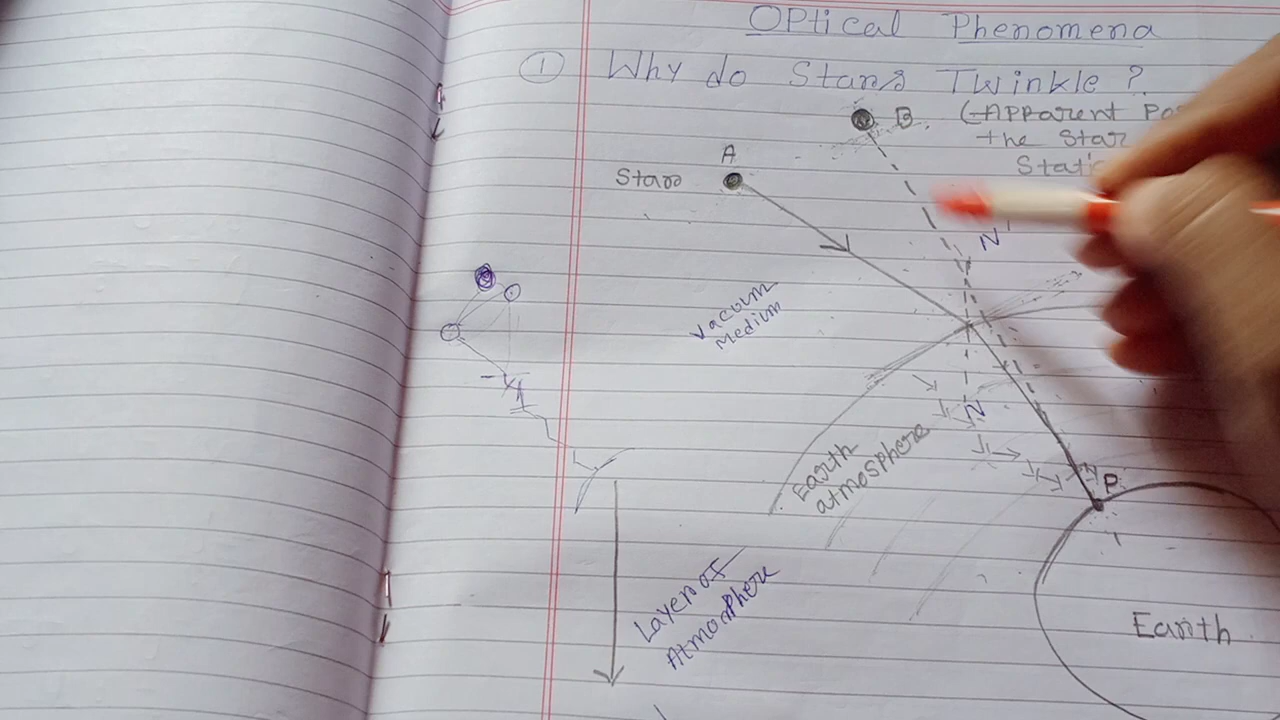 OPtical Phenomena
1 Why do Stars Twinkle?
B. (Apparent
the Star
A
Star
N'
Vacuum
Medium
N
Earth
atmosphere
P
Layer of
Atmosphere
Earth